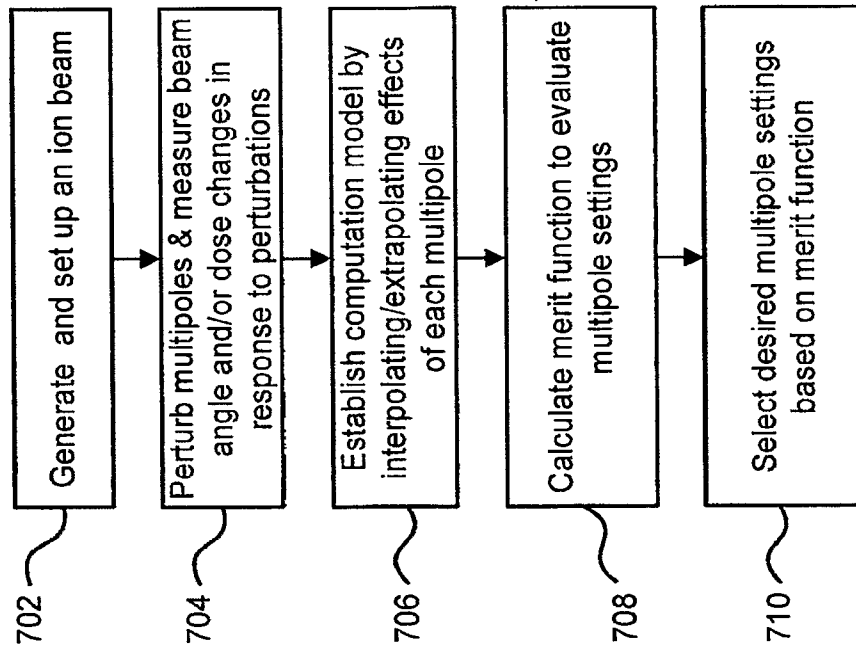 702
Generate and set up an ion beam
704
Perturb multipoles & measure beam
angle and/or dose changes in
response to perturbations
706
Establish computation model by
interpolating/extrapolating effects
of each multipole
708
Calculate merit function to evaluate
multipole settings
710
Select desired multipole settings
based on merit function